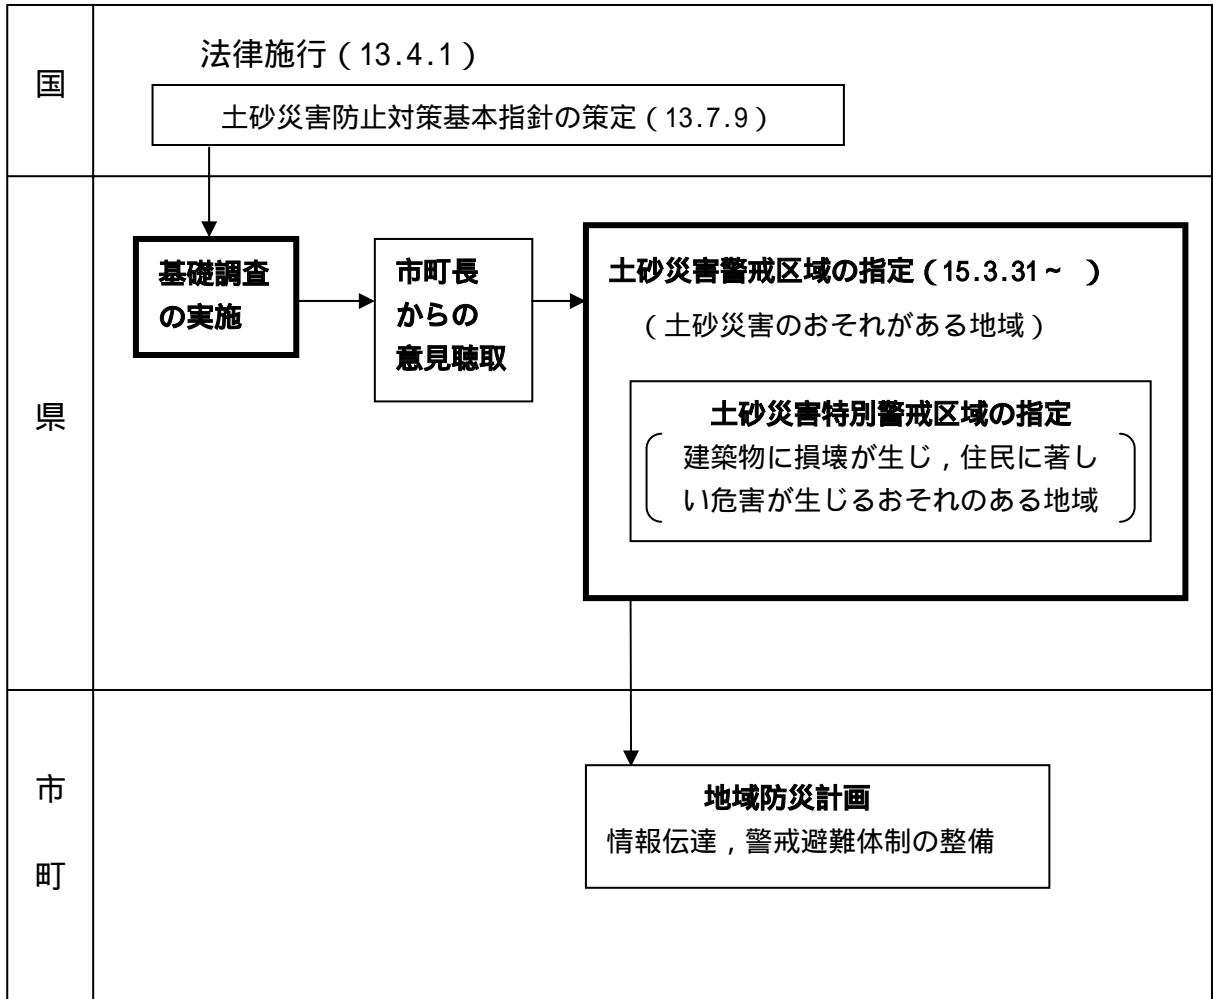 国
法律施行（13.4.1）
土砂災害防止対策基本指針の策定（13.7.9）
県
基礎調査
の実施
市町長
からの
意見聴取
土砂災害警戒区域の指定（15.3.31～　）
（土砂災害のおそれがある地域）
土砂災害特別警戒区域の指定
建築物に損壊が生じ，住民に著し
い危害が生じるおそれのある地域
市
町
地域防災計画
情報伝達，警戒避難体制の整備